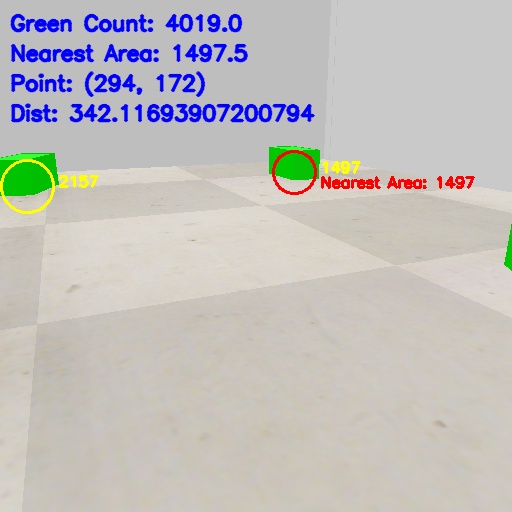 Green Count: 4019.0
Nearest Area: 1497.5
Point: (294, 172)
Dist: 342.11693907200794
2157
1497
Nearest Area: 1497